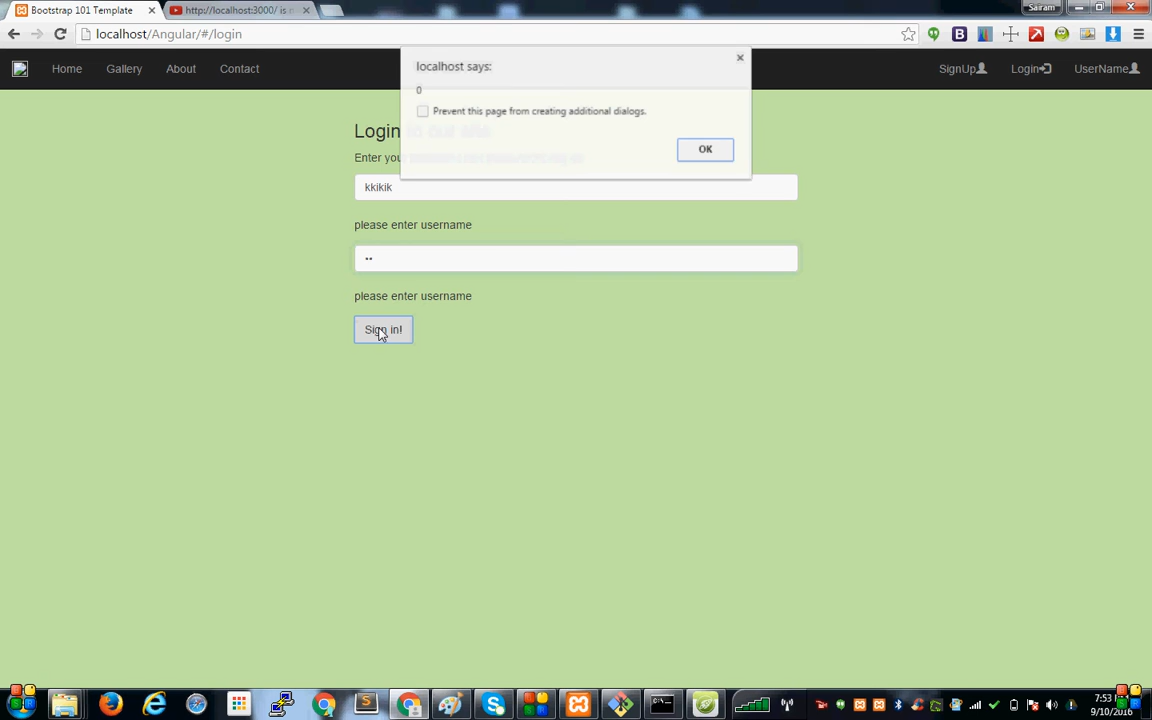 Bootstrap 101 Template
http://localhost:3000/ is
Sairam
localhost/Angular/#/login
Home
Gallery
About
Contact
SignUp
Login
UserName
localhost says:
0
Prevent this page from creating additional dialogs.
OK
Login
Enter you
kkikik
please enter username
••
please enter username
Sign in!
7:53
9/10/2016